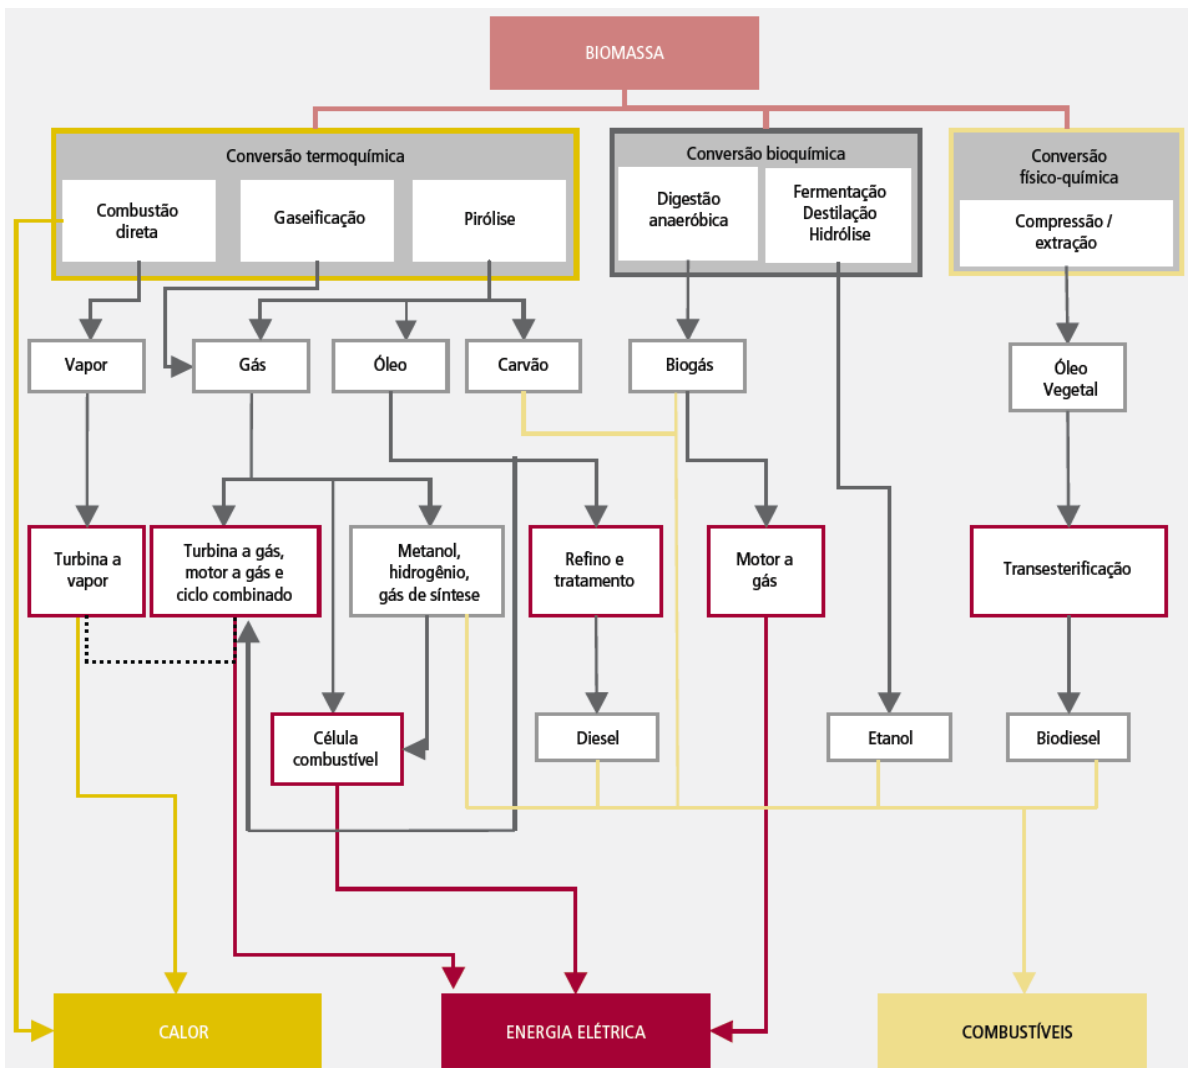 BIOMASSA
Conversão termoquímica
Combustão
direta
Gaseificação
Pirólise
Conversão bioquímica
Digestão
anaeróbica
Fermentação
Destilação
Hidrólise
Conversão
físico-química
Compressão /
extração
Vapor
Gás
Óleo
Carvão
Biogás
Óleo
Vegetal
Turbina a
vapor
Turbina a gás,
motor a gás e
ciclo combinado
Metanol,
hidrogênio,
gás de síntese
Refino e
tratamento
Motor a
gás
Transesterificação
Célula
combustível
Diesel
Etanol
Biodiesel
CALOR
ENERGIA ELÉTRICA
COMBUSTÍVEIS